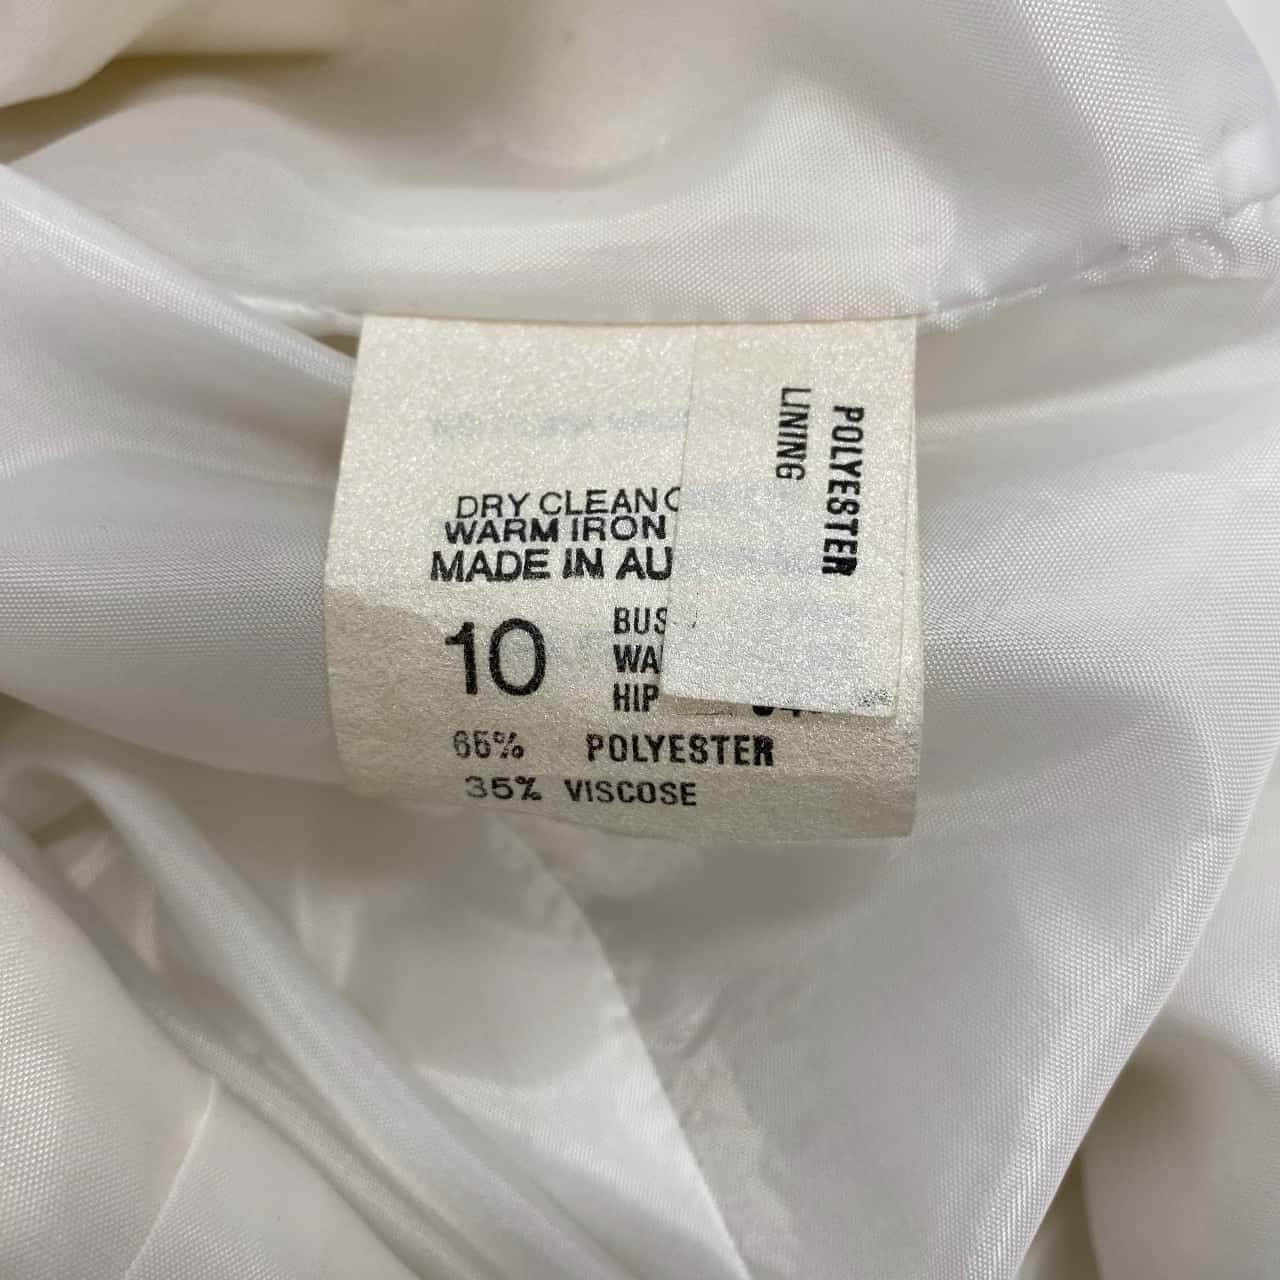 DRY CLEAN
WARM IRON
MADE IN AU
10
BUS
WA
HIP
65% POLYESTER
35% VISCOSE
POLYESTER
LINING